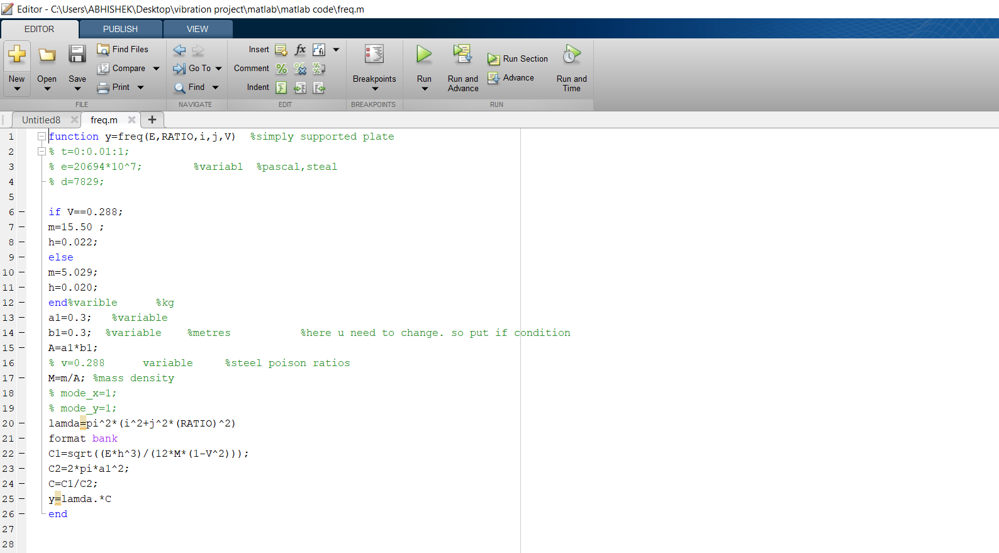 Editor - C:\Users\ABHISHEK\Desktop\vibration project\matlab\matlab code\freq.m
EDITOR PUBLISH VIEW
New
Open
Save
Find Files
Compare
Print
FILE
Go To
Find
NAVIGATE
Insert fx fi
Comment % % %
Indent
EDIT
Breakpoints
BREAKPOINTS
Run
Run and
Advance
Run Section
Advance
Run and
Time
RUN
Untitled8 freq.m +
1 function y=freq(E,RATIO,i,j,V) %simply supported plate
2 % t=0:0.01:1;
3 % e=20694*10^7; %variabl %pascal,steal
4 % d=7829;
5
6 if V==0.288;
7 m=15.50 ;
8 h=0.022;
9 else
10 m=5.029;
11 h=0.020;
12 end%varible %kg
13 a1=0.3; %variable
14 b1=0.3; %variable %metres %here u need to change. so put if condition
15 A=a1*b1;
16 % v=0.288 variable %steel poison ratios
17 M=m/A; %mass density
18 % mode_x=1;
19 % mode_y=1;
20 lamda=pi^2*(i^2+j^2*(RATIO)^2)
21 format bank
22 C1=sqrt((E*h^3)/(12*M*(1-V^2)));
23 C2=2*pi*a1^2;
24 C=C1/C2;
25 y=lamda.*C
26 end
27
28